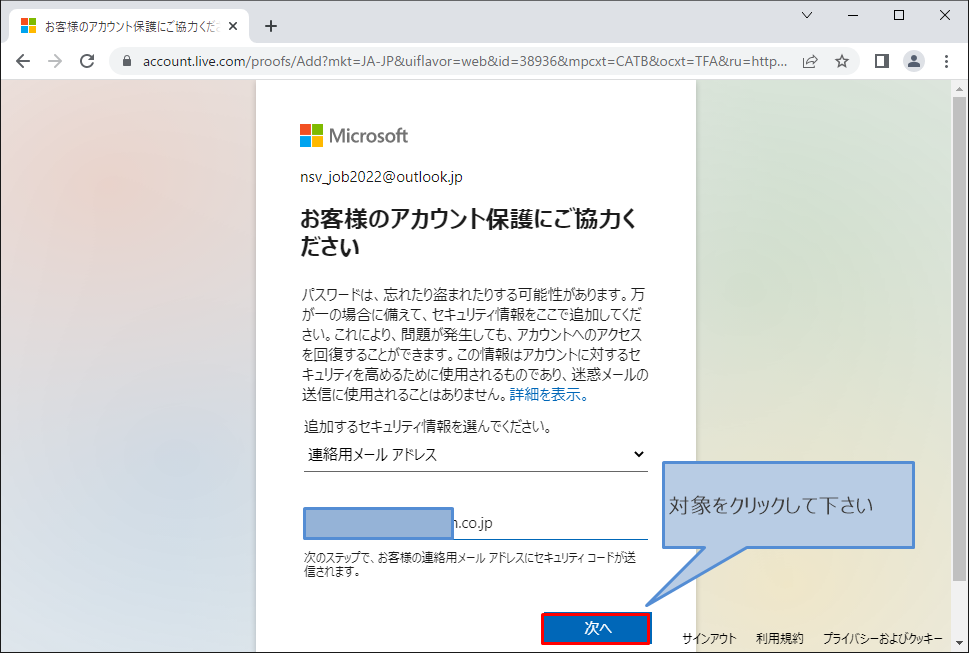 お客様のアカウント保護にご協力くださ
account.live.com/proofs/Add?mkt=JA-JP&uiflavor=web&id=38936&mpcxt=CATB&ocxt=TFA&ru=http...
Microsoft
nsv_job2022@outlook.jp
お客様のアカウント保護にご協力く
ださい
パスワードは、忘れたり盗まれたりする可能性があります。万
が一の場合に備えて、セキュリティ情報をここで追加してくだ
さい。これにより、問題が発生しても、アカウントへのアクセス
を回復することができます。この情報はアカウントに対するセ
キュリティを高めるために使用されるものであり、迷惑メールの
送信に使用されることはありません。詳細を表示。
追加するセキュリティ情報を選んでください。
連絡用メール アドレス
対象をクリックして下さい
.co.jp
次のステップで、お客様の連絡用メール アドレスにセキュリティ コードが送
信されます。
次へ
サインアウト 利用規約 プライバシーおよびクッキー